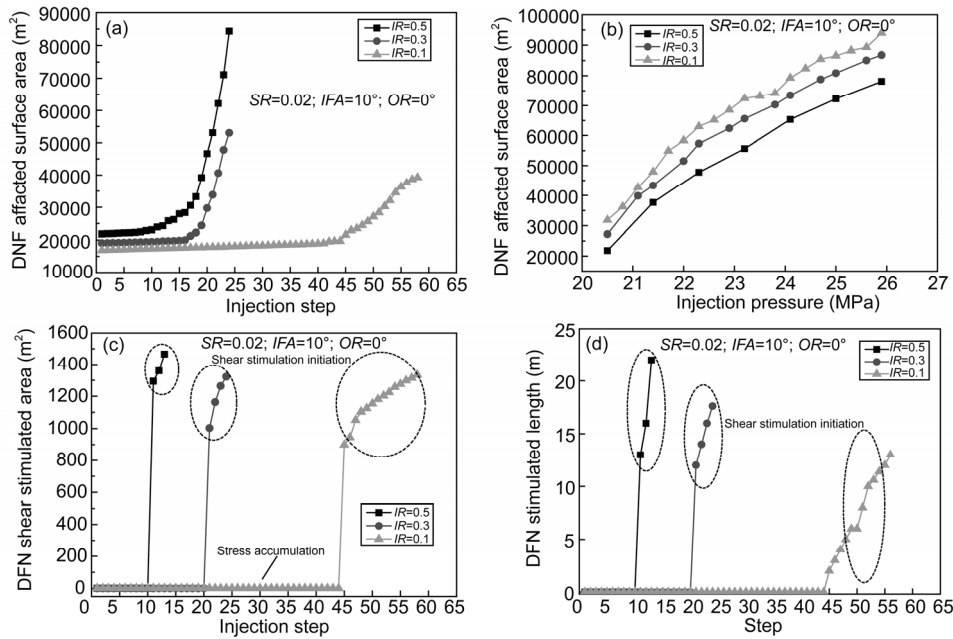 (a)
IR=0.5
IR=0.3
IR=0.1
SR=0.02; IFA=10°; OR=0°
DNF affacted surface area (m²)
90000
80000
70000
60000
50000
40000
30000
20000
10000
0 5 10 15 20 25 30 35 40 45 50 55 60 65
Injection step
(b)
SR=0.02; IFA=10°; OR=0°
IR=0.5
IR=0.3
IR=0.1
DNF affacted surface area (m²)
100000
90000
80000
70000
60000
50000
40000
30000
20000
20 21 22 23 24 25 26 27
Injection pressure (MPa)
(c)
SR=0.02; IFA=10°; OR=0°
Shear stimulation initiation
IR=0.5
IR=0.3
IR=0.1
Stress accumulation
DFN shear stimulated area (m²)
1600
1400
1200
1000
800
600
400
200
0
0 5 10 15 20 25 30 35 40 45 50 55 60 65
Injection step
(d)
SR=0.02; IFA=10°; OR=0°
IR=0.5
IR=0.3
IR=0.1
Shear stimulation initiation
DFN stimulated length (m)
25
20
15
10
5
0
0 5 10 15 20 25 30 35 40 45 50 55 60 65
Step